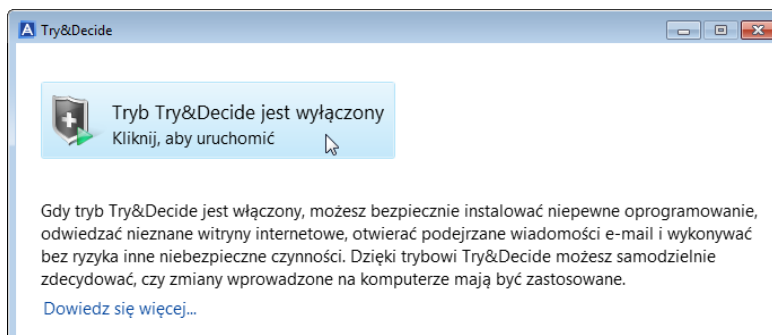 Try&Decide
Tryb Try&Decide jest wyłączony
Kliknij, aby uruchomić
Gdy tryb Try&Decide jest włączony, możesz bezpiecznie instalować niepewne oprogramowanie,
odwiedzać nieznane witryny internetowe, otwierać podejrzane wiadomości e-mail i wykonywać
bez ryzyka inne niebezpieczne czynności. Dzięki trybowi Try&Decide możesz samodzielnie
zdecydować, czy zmiany wprowadzone na komputerze mają być zastosowane.
Dowiedz się więcej...